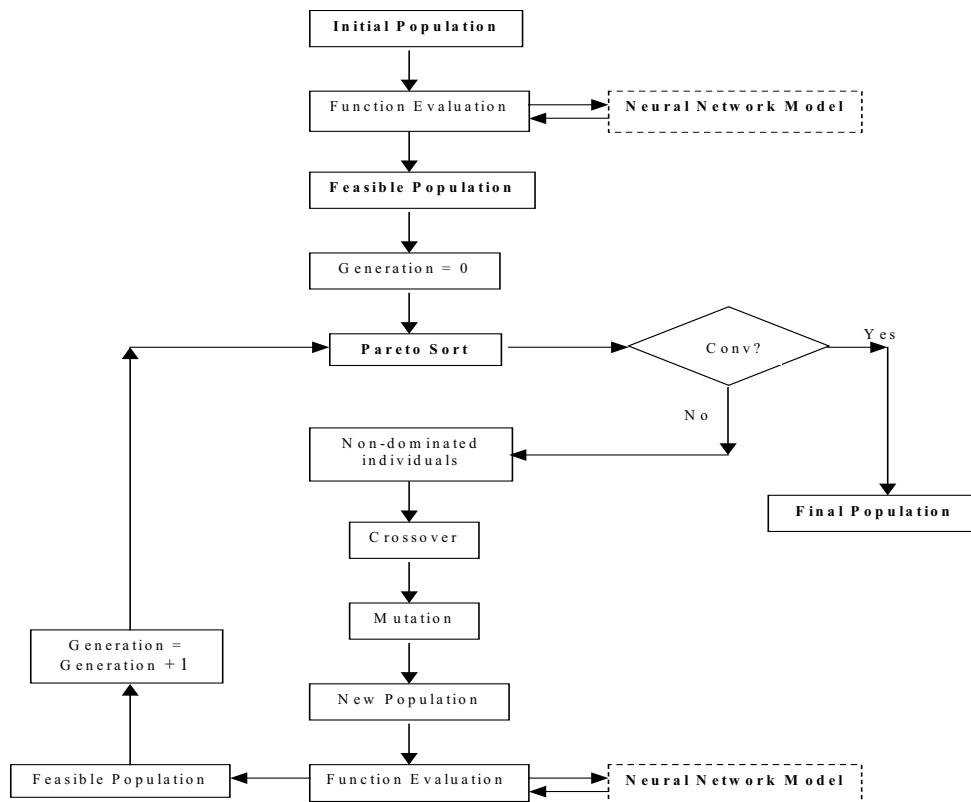 Initial Population
Function Evaluation
Neural Network Model
Feasible Population
Generation = 0
Pareto Sort
Conv?
Yes
No
Non-dominated
individuals
Final Population
Crossover
Mutation
Generation =
Generation +1
New Population
Feasible Population
Function Evaluation
Neural Network Model